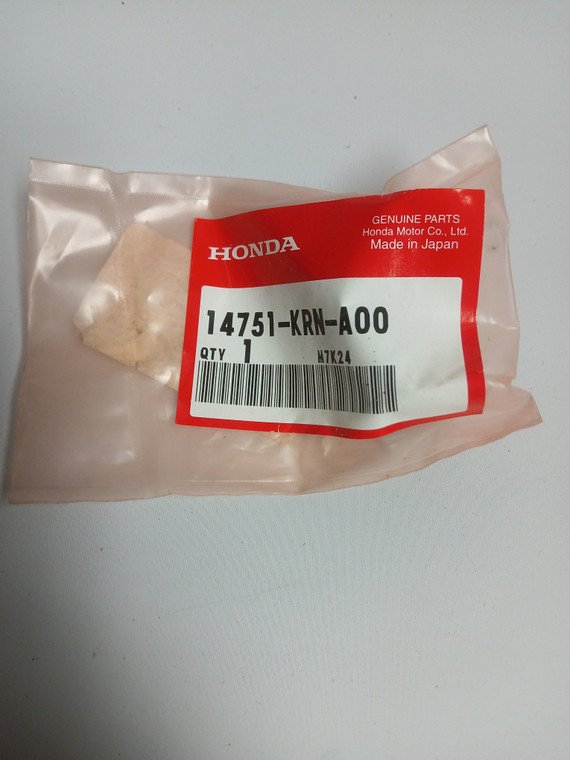 HONDA
GENUINE PARTS
Honda Motor Co., Ltd.
Made in Japan
14751-KRN-A00
QTY 1 M7K24